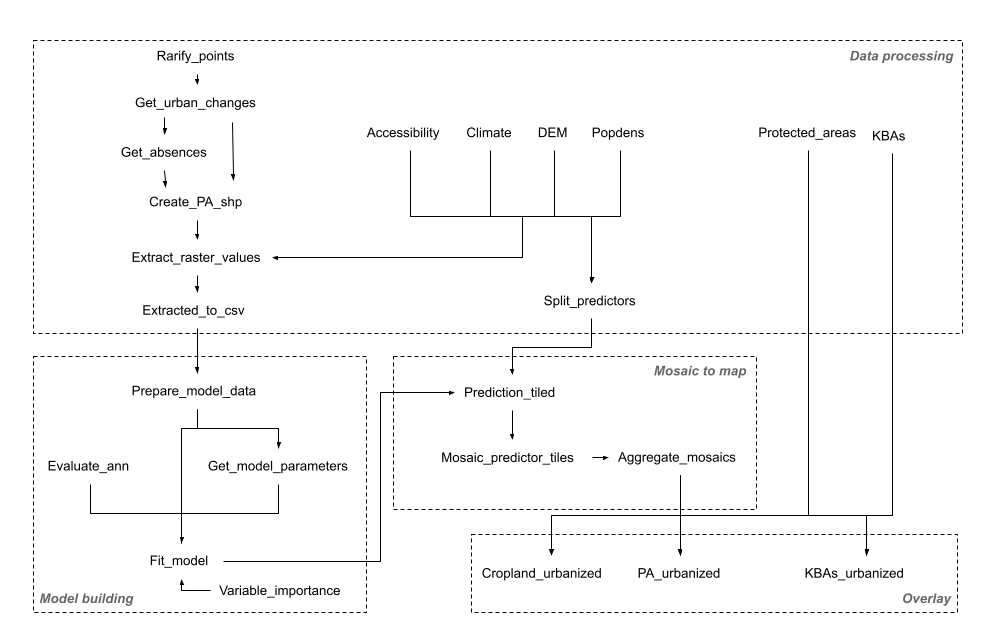 Rarify_points
Data processing
Get_urban_changes
Accessibility
Climate
DEM
Popdens
Protected_areas
KBAs
Get_absences
Create_PA_shp
Extract_raster_values
Split_predictors
Extracted_to_csv
Mosaic to map
Prepare_model_data
Prediction_tiled
Evaluate_ann
Get_model_parameters
Mosaic_predictor_tiles
Aggregate_mosaics
Fit_model
Cropland_urbanized
PA_urbanized
KBAs_urbanized
Variable_importance
Model building
Overlay